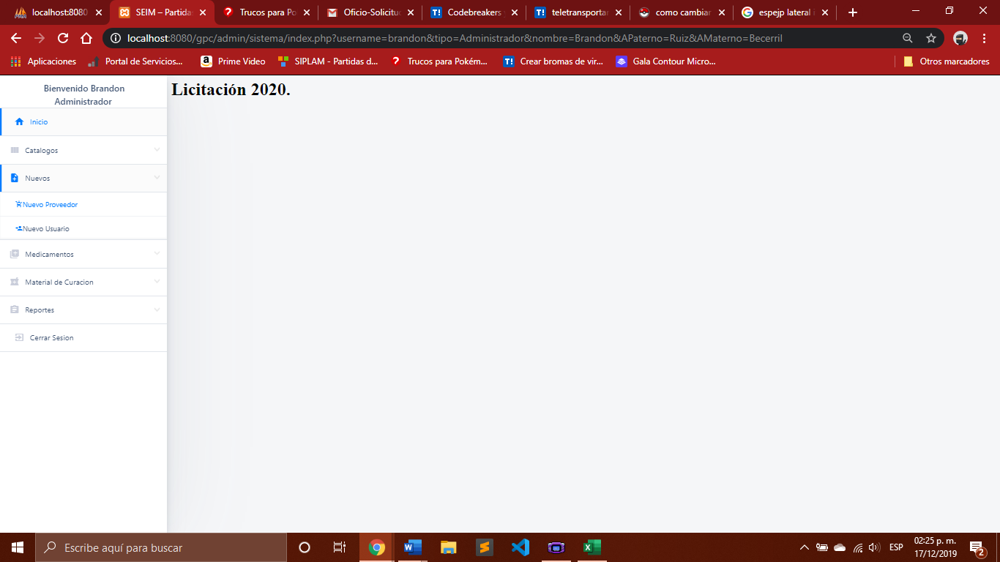 localhost:8080
SEIM – Partidas
Trucos para Po
Oficio-Solicitud
Codebreakers y
teletransportar
como cambiar
espejp lateral i
localhost:8080/gpc/admin/sistema/index.php?username=brandon&tipo=Administrador&nombre=Brandon&APaterno=Ruiz&AMaterno=Becerril
Aplicaciones
Portal de Servicios...
Prime Video
SIPLAM - Partidas d...
Trucos para Pokém...
Crear bromas de vir...
Gala Contour Micro...
Otros marcadores
Bienvenido Brandon
Administrador
Licitación 2020.
Inicio
Catalogos
Nuevos
Nuevo Proveedor
Nuevo Usuario
Medicamentos
Material de Curacion
Reportes
Cerrar Sesion
Escribe aquí para buscar
ESP
02:25 p. m.
17/12/2019
2